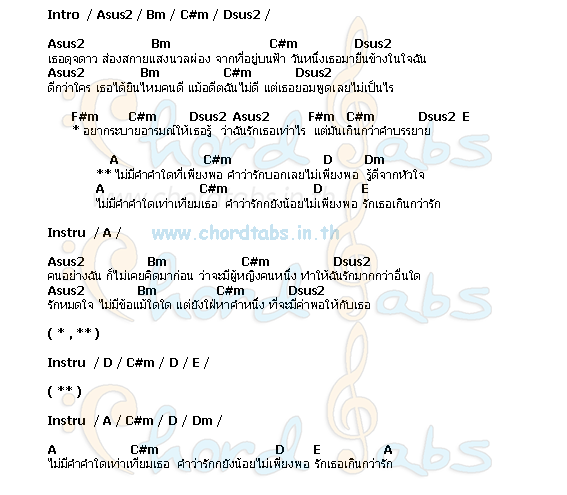 Intro / Asus2 / Bm / C#m / Dsus2 /
Asus2 Bm C#m Dsus2
เธอดุจดาว ส่องสกายแสงนวลผ่อง จากที่อยู่บนฟ้า วันหนึ่งเธอมายืนข้างในใจฉัน
Asus2 Bm C#m Dsus2
ดีกว่าใคร เธอได้ยินไหมคนดี แม้อดีตฉันไม่ดี แต่เธอยอมพูดเลยไม่เป็นไร
F#m C#m Dsus2 Asus2 F#m C#m Dsus2 E
* อยากระบายอารมณ์ให้เธอรู้ ว่าฉันรักเธอเท่าไร แต่มันเกินกว่าคำบรรยาย
A C#m D Dm
** ไม่มีคำคำใดที่เพียงพอ คำว่ารักบอกเลยไม่เพียงพอ รู้ดีจากหัวใจ
A C#m D E
ไม่มีคำคำใดเท่าเทียมเธอ คำว่ารักกยังน้อยไม่เพียงพอ รักเธอเกินกว่ารัก
Instru / A /
www.chordtabs.in.th
Asus2 Bm C#m Dsus2
คนอย่างฉัน ก็ไม่เคยคิดมาก่อน ว่าจะมีผู้หญิงคนหนึ่ง ทำให้ฉันรักมากกว่าอื่นใด
Asus2 Bm C#m Dsus2
รักหมดใจ ไม่มีข้อแม้ใดใด แต่ยังใฝ่หาคำหนึ่ง ที่จะมีค่าพอให้กับเธอ
( * , ** )
Instru / D / C#m / D / E /
( ** )
Instru / A / C#m / D / Dm /
A C#m D E A
ไม่มีคำคำใดเท่าเทียมเธอ คำว่ารักกยังน้อยไม่เพียงพอ รักเธอเกินกว่ารัก